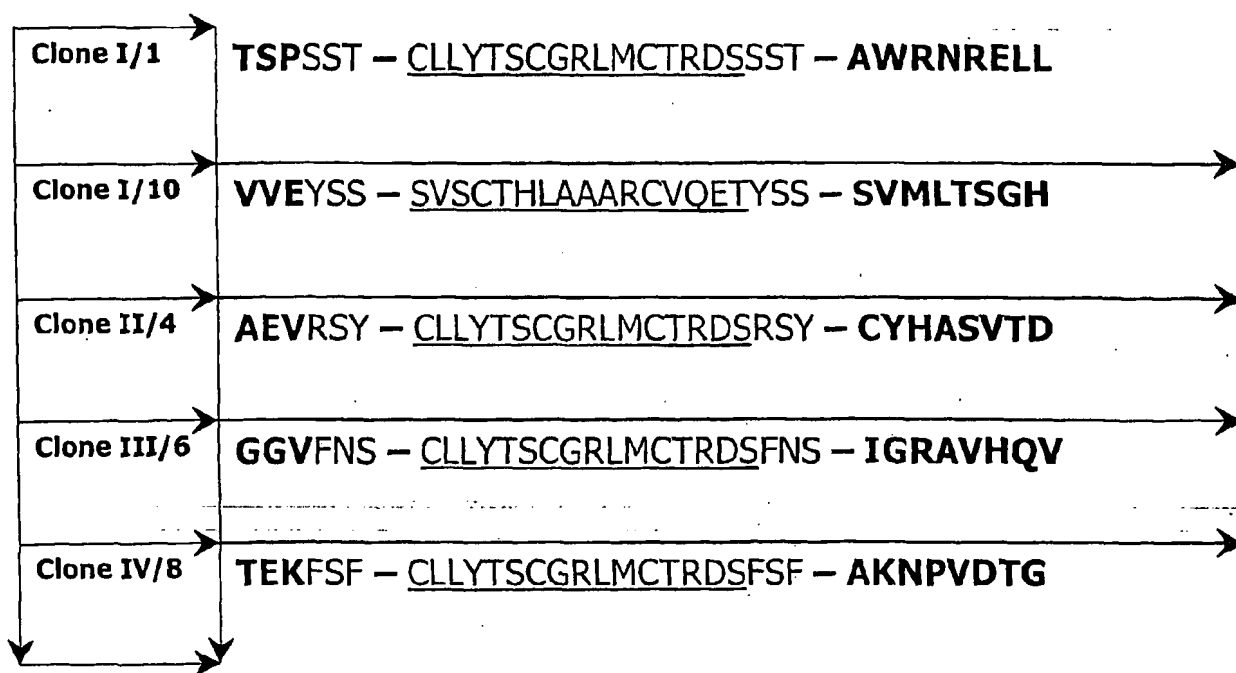 Clone I/1 TSPSST – CLLYTSCGRLMCTRDSSST – AWRNRELL
Clone I/10 VVEYSS – SVSCTHLAAARCVQETYSS – SVMLTSGH
Clone II/4 AEVRSY – CLLYTSCGRLMCTRDSRSY – CYHASVTD
Clone III/6 GGVFNS – CLLYTSCGRLMCTRDSFNS – IGRAVHQV
Clone IV/8 TEKFSF – CLLYTSCGRLMCTRDSFSF – AKNPVDTG